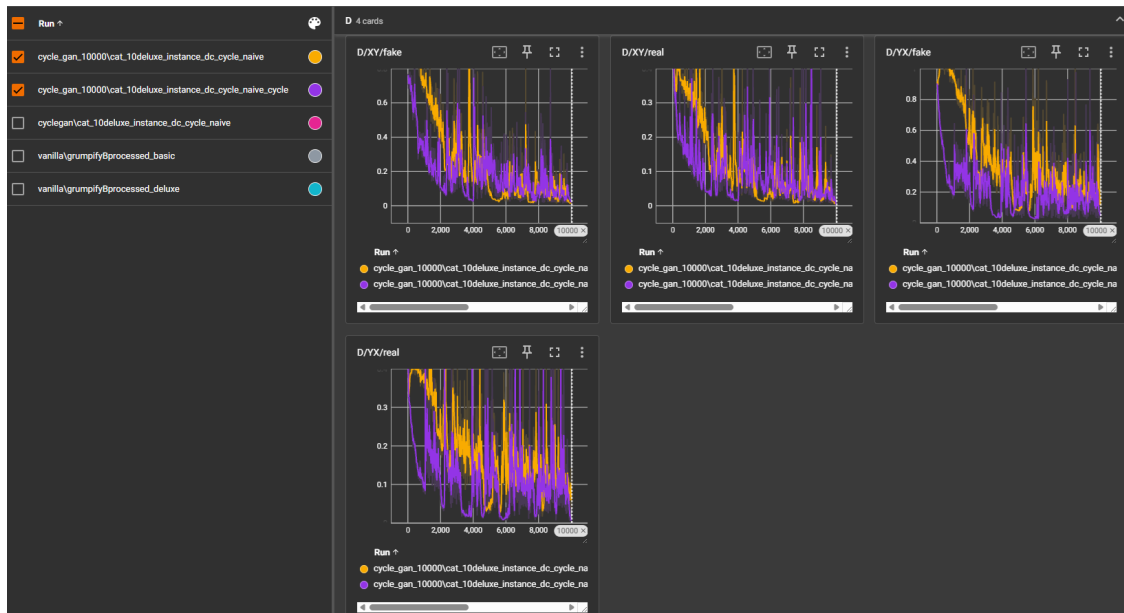 Run ↑
cycle_gan_10000\cat_10deluxe_instance_dc_cycle_naive
cycle_gan_10000\cat_10deluxe_instance_dc_cycle_naive_cycle
cyclegan\cat_10deluxe_instance_dc_cycle_naive
vanilla\grumpifyBprocessed_basic
vanilla\grumpifyBprocessed_deluxe
D 4 cards
D/XY/fake
0.6
0.4
0.2
0
0 2,000 4,000 6,000 8,000 10000 ×
Run ↑
cycle_gan_10000\cat_10deluxe_instance_dc_cycle_na
cycle_gan_10000\cat_10deluxe_instance_dc_cycle_na
D/XY/real
0.3
0.2
0.1
0
0 2,000 4,000 6,000 8,000 10000 ×
Run ↑
cycle_gan_10000\cat_10deluxe_instance_dc_cycle_na
cycle_gan_10000\cat_10deluxe_instance_dc_cycle_na
D/YX/fake
0.8
0.6
0.4
0.2
0 2,000 4,000 6,000 8,000 10000 ×
Run ↑
cycle_gan_10000\cat_10deluxe_instance_dc_cycle_na
cycle_gan_10000\cat_10deluxe_instance_dc_cycle_na
D/YX/real
0.3
0.2
0.1
0 2,000 4,000 6,000 8,000 10000 ×
Run ↑
cycle_gan_10000\cat_10deluxe_instance_dc_cycle_na
cycle_gan_10000\cat_10deluxe_instance_dc_cycle_na